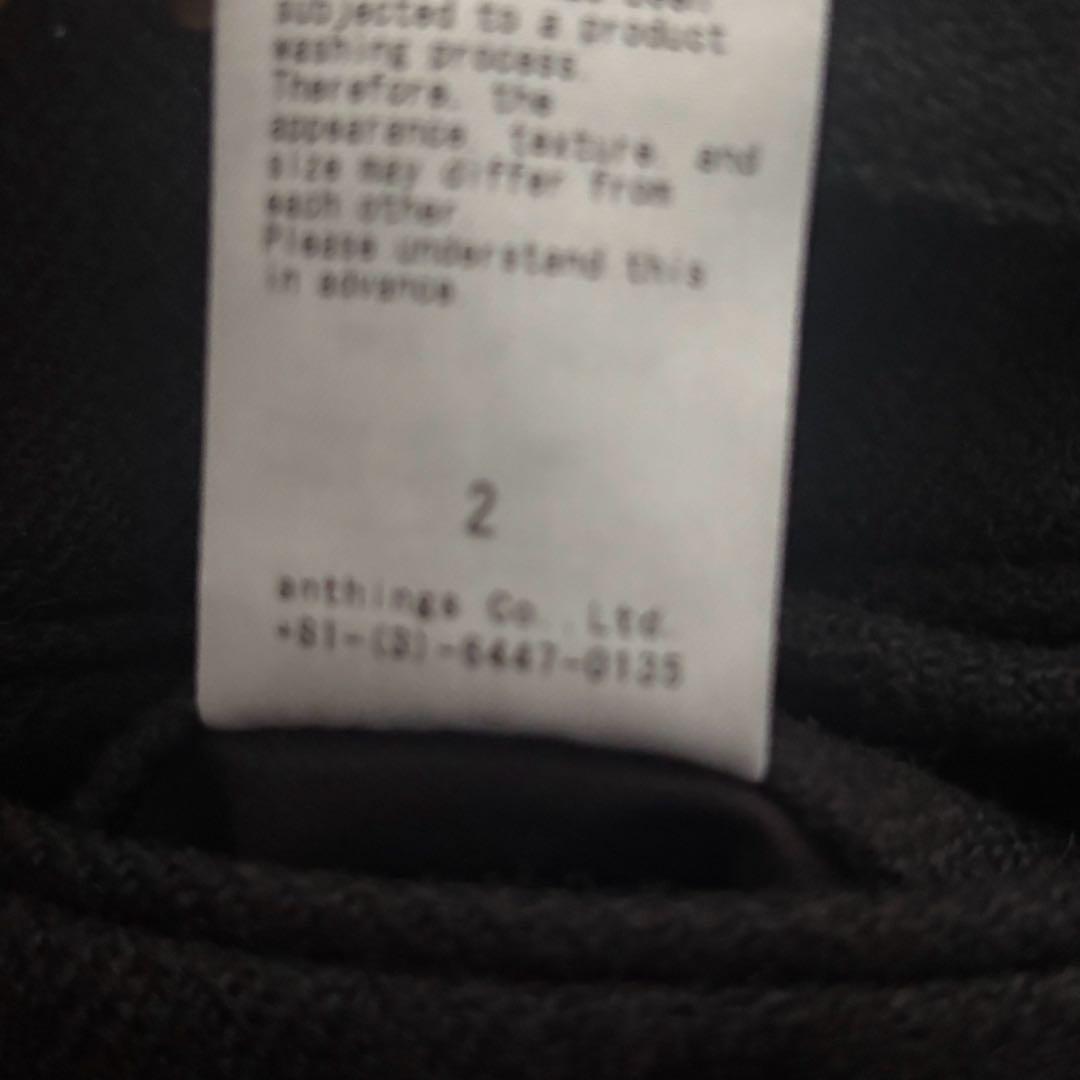 subjected to a product
washing process.
Therefore, the
appearance, texture, and
size may differ from
each other.
Please understand this
in advance.
2
anthings Co., Ltd.
+81-(3)-6447-0135